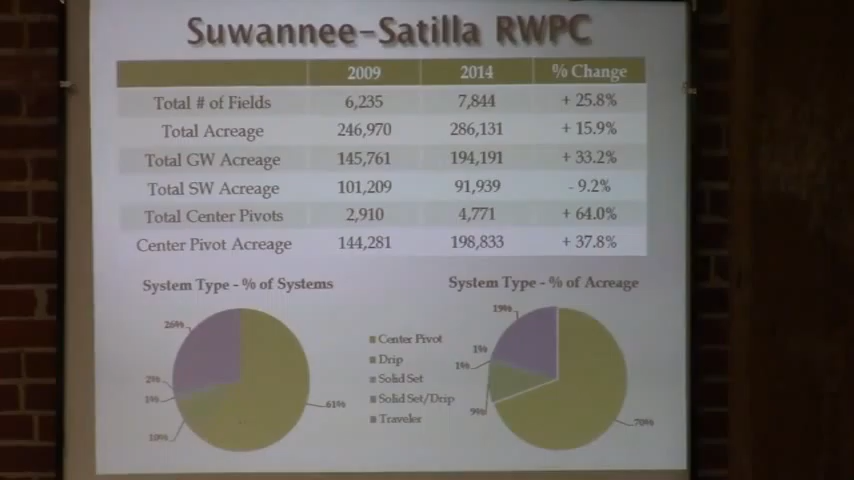 Suwannee-Satilla RWPC
2009 2014 % Change
Total # of Fields 6,235 7,844 + 25.8%
Total Acreage 246,970 286,131 + 15.9%
Total GW Acreage 145,761 194,191 + 33.2%
Total SW Acreage 101,209 91,939 - 9.2%
Total Center Pivots 2,910 4,771 + 64.0%
Center Pivot Acreage 144,281 198,833 + 37.8%
System Type - % of Systems
26%
2%
1%
10%
61%
Center Pivot
Drip
Solid Set
Solid Set/Drip
Traveler
System Type - % of Acreage
19%
1%
1%
9%
70%